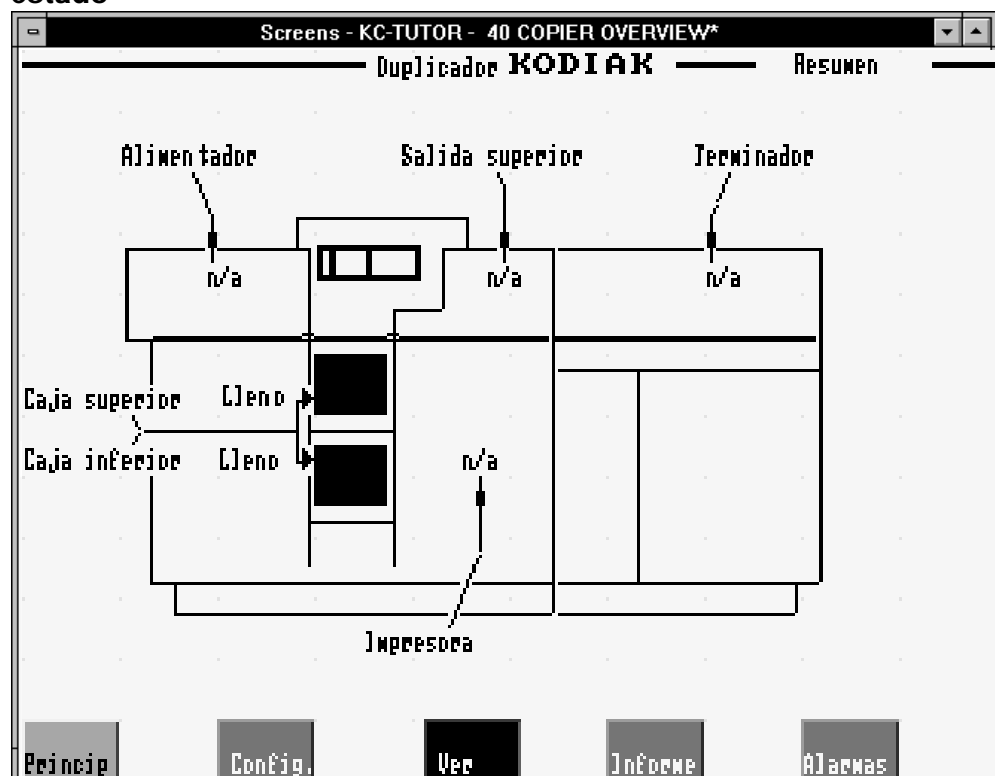 estado
Screens - KC-TUTOR - 40 COPIER OVERVIEW*
Duplicador KODIAK Resumen
Alimentador Salida superior Terminador
n/a n/a n/a
Caja superior Lleno
Caja inferior Lleno n/a
Impresora
Princip Config. Ver Informe Alarmas